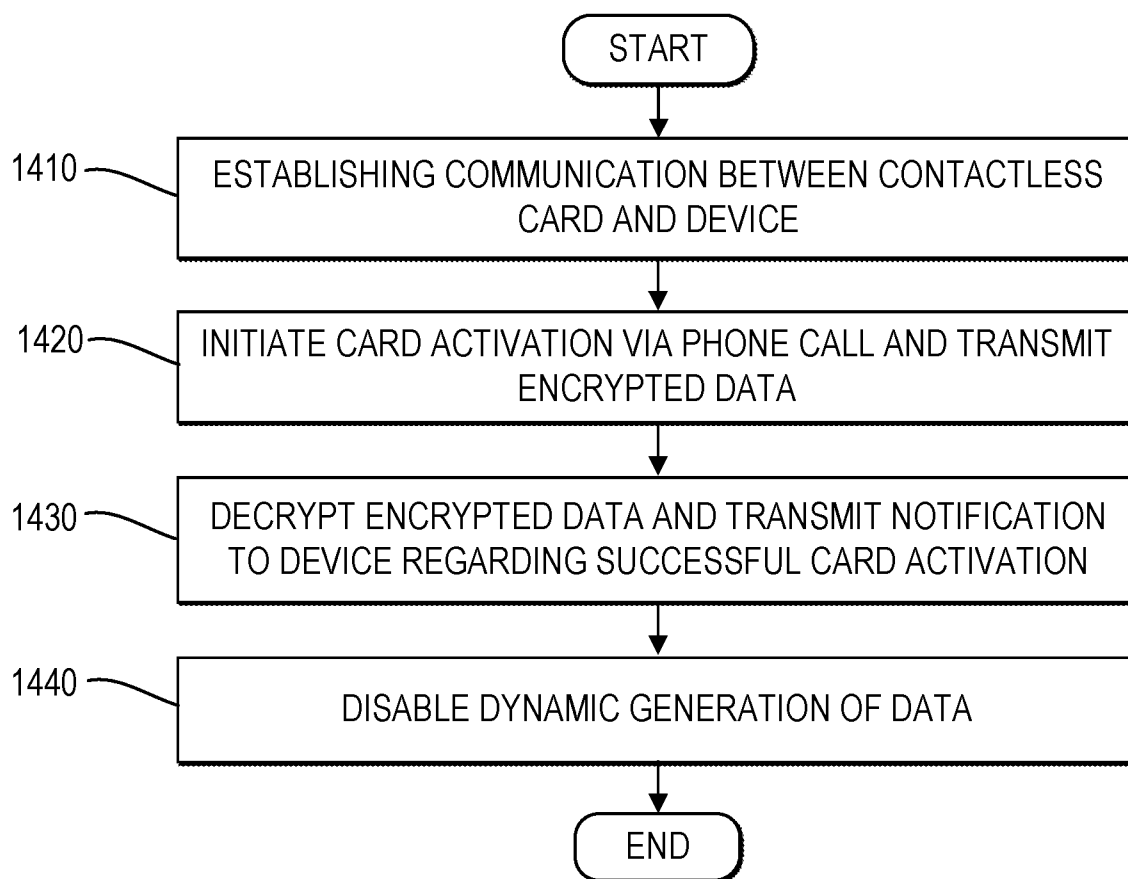 START
1410
ESTABLISHING COMMUNICATION BETWEEN CONTACTLESS
CARD AND DEVICE
1420
INITIATE CARD ACTIVATION VIA PHONE CALL AND TRANSMIT
ENCRYPTED DATA
1430
DECRYPT ENCRYPTED DATA AND TRANSMIT NOTIFICATION
TO DEVICE REGARDING SUCCESSFUL CARD ACTIVATION
1440
DISABLE DYNAMIC GENERATION OF DATA
END